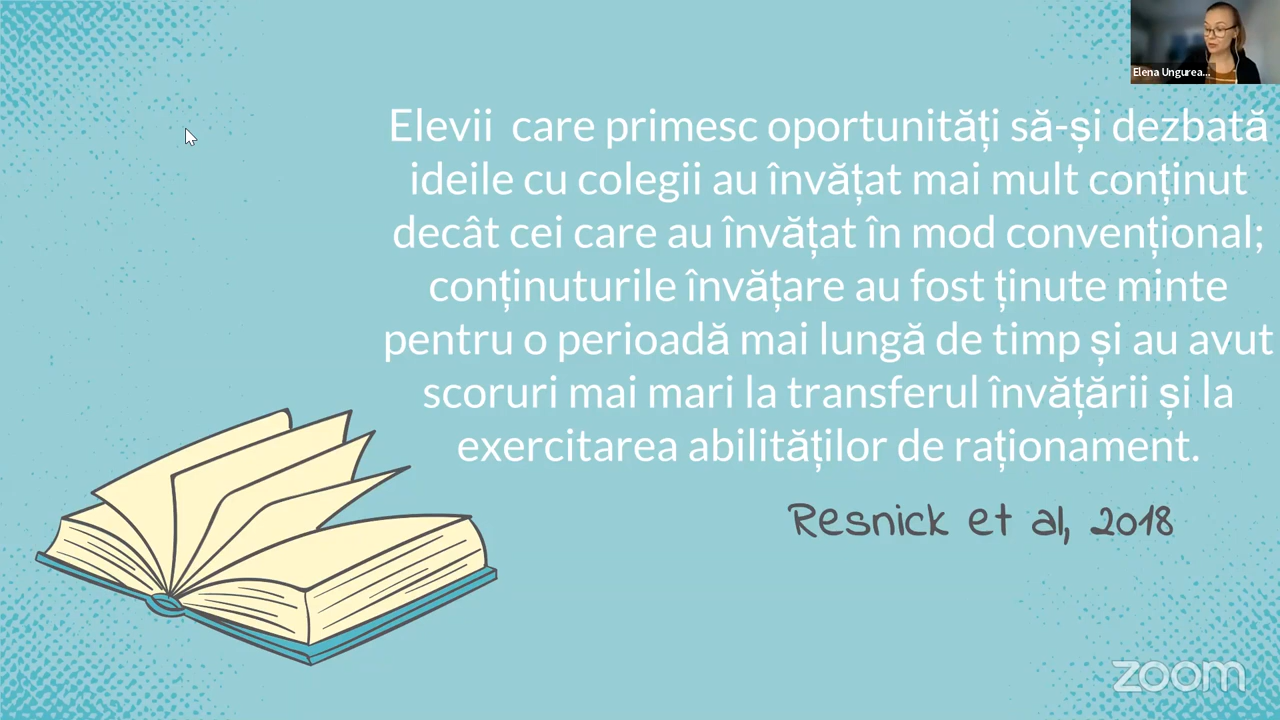 Elena Ungurea...
Elevii care primesc oportunități să-și dezbată
ideile cu colegii au învățat mai mult conținut
decât cei care au învățat în mod convențional;
conținuturile învățare au fost ținute minte
pentru o perioadă mai lungă de timp și au avut
scoruri mai mari la transferul învățării și la
exercitarea abilităților de raționament.
Resnick et al, 2018
zoom